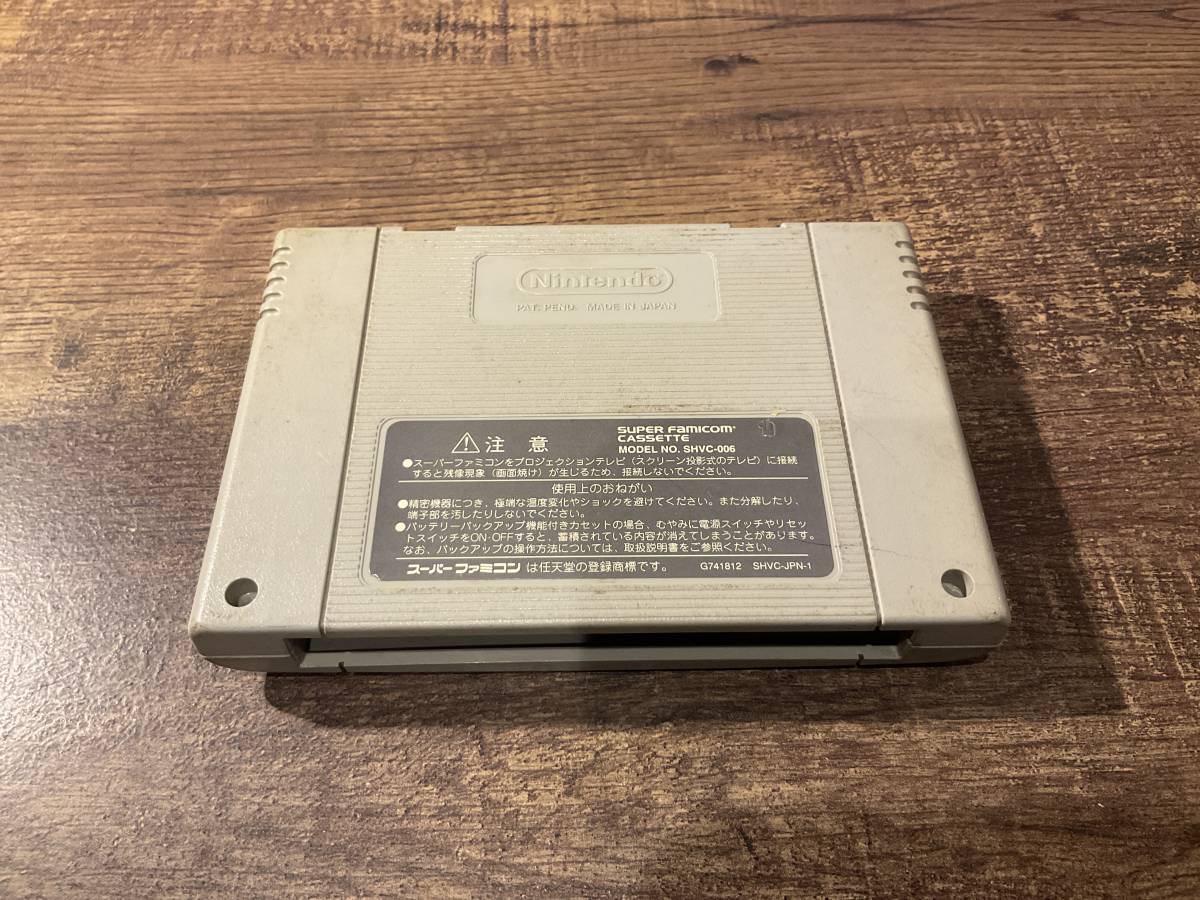 Nintendo
PAT. PEND. MADE IN JAPAN
⚠注意
SUPER FAMICOM
CASSETTE
MODEL NO. SHVC-006
●スーパーファミコンをプロジェクションテレビ（スクリーン投影式のテレビ）に接続
すると残像現象（画面焼け）が生じるため、接続しないでください。
使用上のおねがい
●精密機器につき、極端な温度変化やショックを避けてください。また分解したり、
端子部を汚したりしないでください。
●バッテリーバックアップ機能付きカセットの場合、むやみに電源スイッチやリセッ
トスイッチをON·OFFすると、蓄積されている内容が消えてしまうことがあります。
なお、バックアップの操作方法については、取扱説明書をご参照ください。
スーパーファミコンは任天堂の登録商標です。 G741812 SHVC-JPN-1